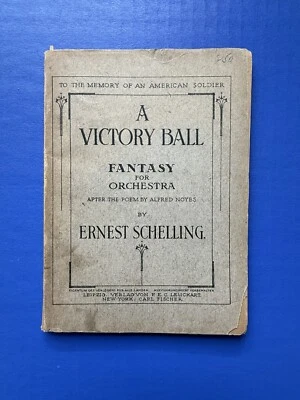 250
TO THE MEMORY OF AN AMERICAN SOLDIER
A
VICTORY BALL
FANTASY
FOR
ORCHESTRA
AFTER THE POEM BY ALFRED NOYES
BY
ERNEST SCHELLING.
LEIPZIG, VERLAG VON F. E. C. LEUCKART.
NEW YORK: CARL FISCHER.